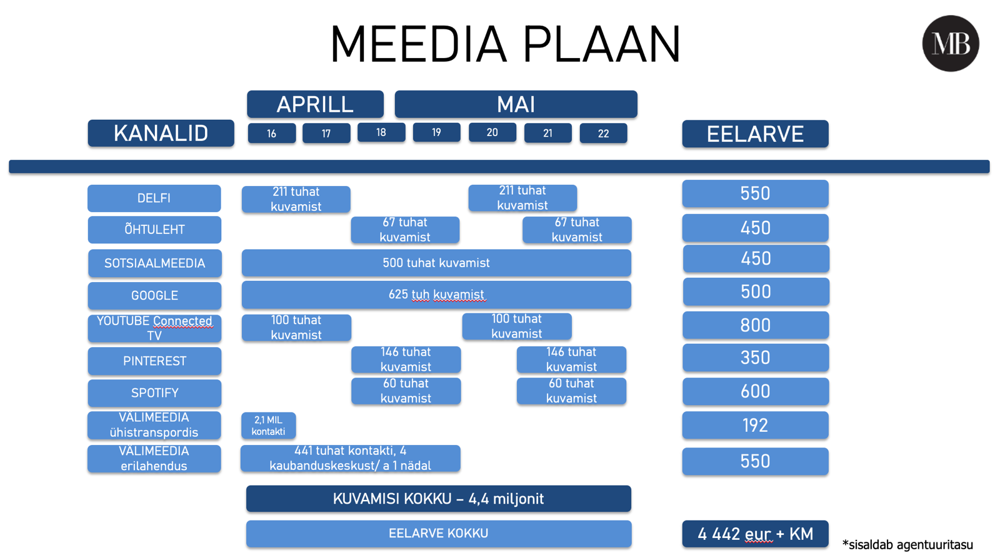 MEEDIA PLAAN
MB
APRILL
MAI
KANALID
16
17
18
19
20
21
22
EELARVE
DELFI
211 tuhat
kuvamist
211 tuhat
kuvamist
550
ÕHTULEHT
67 tuhat
kuvamist
67 tuhat
kuvamist
450
SOTSIAALMEEDIA
500 tuhat kuvamist
450
GOOGLE
625 tuh kuvamist
500
YOUTUBE Connected
TV
100 tuhat
kuvamist
100 tuhat
kuvamist
800
PINTEREST
146 tuhat
kuvamist
146 tuhat
kuvamist
350
SPOTIFY
60 tuhat
kuvamist
60 tuhat
kuvamist
600
VÄLIMEEDIA
ühistranspordis
2,1 MIL
kontakti
192
VÄLIMEEDIA
erilahendus
441 tuhat kontakti, 4
kaubanduskeskust/ a 1 nädal
550
KUVAMISI KOKKU – 4,4 miljonit
EELARVE KOKKU
4 442 eur + KM
*sisaldab agentuuritasu